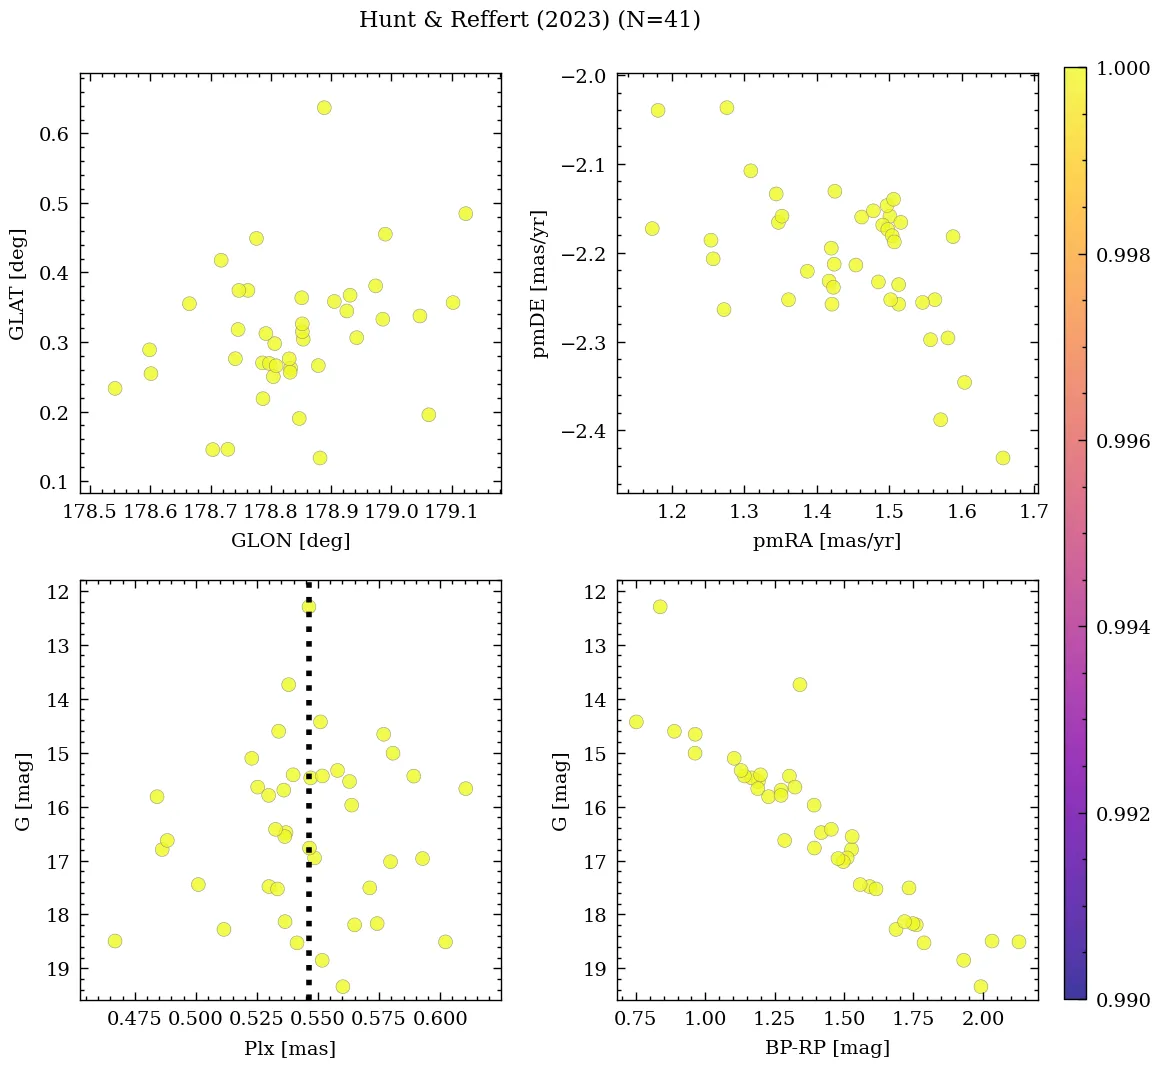 Hunt & Reffert (2023) (N=41)
GLAT [deg]
0.6
0.5
0.4
0.3
0.2
0.1
178.5 178.6 178.7 178.8 178.9 179.0 179.1
GLON [deg]
pmDE [mas/yr]
−2.0
−2.1
−2.2
−2.3
−2.4
1.2 1.3 1.4 1.5 1.6 1.7
pmRA [mas/yr]
G [mag]
12
13
14
15
16
17
18
19
0.475 0.500 0.525 0.550 0.575 0.600
Plx [mas]
G [mag]
12
13
14
15
16
17
18
19
0.75 1.00 1.25 1.50 1.75 2.00
BP-RP [mag]
1.000
0.998
0.996
0.994
0.992
0.990